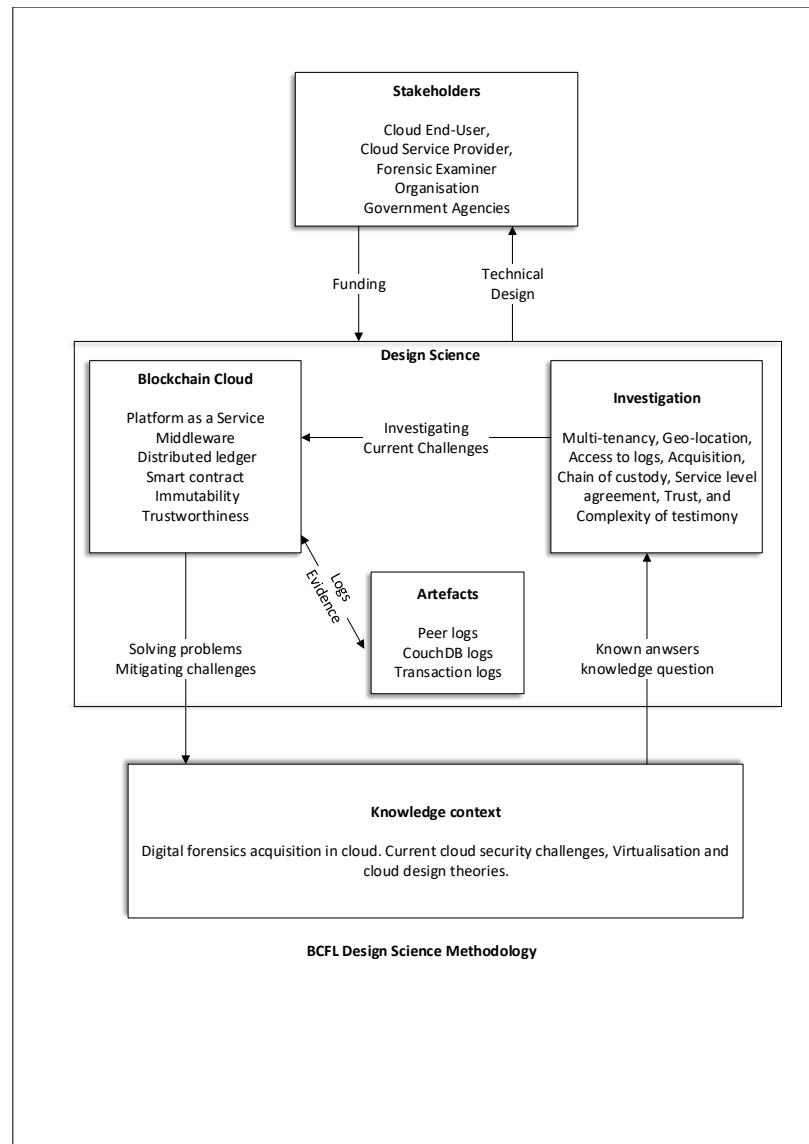 Stakeholders
Cloud End-User,
Cloud Service Provider,
Forensic Examiner
Organisation
Government Agencies
Funding
Technical
Design
Design Science
Blockchain Cloud
Platform as a Service
Middleware
Distributed ledger
Smart contract
Immutability
Trustworthiness
Investigating
Current Challenges
Investigation
Multi-tenancy, Geo-location,
Access to logs, Acquisition,
Chain of custody, Service level
agreement, Trust, and
Complexity of testimony
Logs
Evidence
Artefacts
Peer logs
CouchDB logs
Transaction logs
Solving problems
Mitigating challenges
Known anwsers
knowledge question
Knowledge context
Digital forensics acquisition in cloud. Current cloud security challenges, Virtualisation and
cloud design theories.
BCFL Design Science Methodology